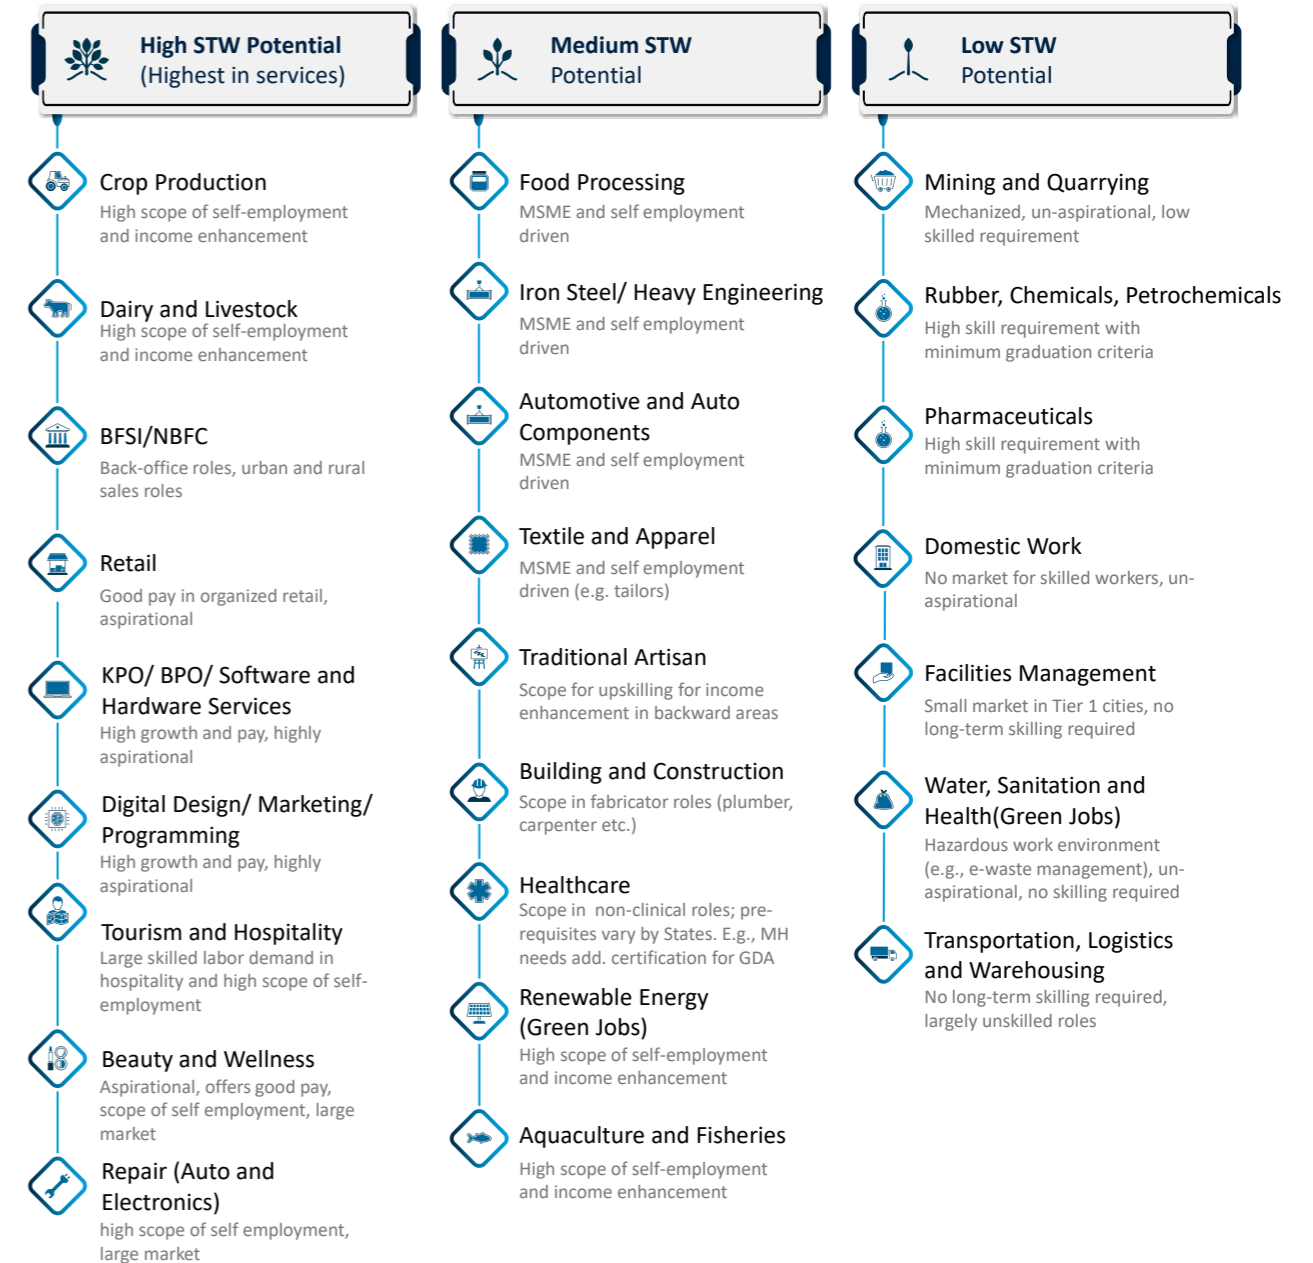 High STW Potential
(Highest in services)
Crop Production
High scope of self-employment
and income enhancement
Dairy and Livestock
High scope of self-employment
and income enhancement
BFSI/NBFC
Back-office roles, urban and rural
sales roles
Retail
Good pay in organized retail,
aspirational
KPO/ BPO/ Software and
Hardware Services
High growth and pay, highly
aspirational
Digital Design/ Marketing/
Programming
High growth and pay, highly
aspirational
Tourism and Hospitality
Large skilled labor demand in
hospitality and high scope of self-
employment
Beauty and Wellness
Aspirational, offers good pay,
scope of self employment, large
market
Repair (Auto and
Electronics)
high scope of self employment,
large market
Medium STW
Potential
Food Processing
MSME and self employment
driven
Iron Steel/ Heavy Engineering
MSME and self employment
driven
Automotive and Auto
Components
MSME and self employment
driven
Textile and Apparel
MSME and self employment
driven (e.g. tailors)
Traditional Artisan
Scope for upskilling for income
enhancement in backward areas
Building and Construction
Scope in fabricator roles (plumber,
carpenter etc.)
Healthcare
Scope in  non-clinical roles; pre-
requisites vary by States. E.g., MH
needs add. certification for GDA
Renewable Energy
(Green Jobs)
High scope of self-employment
and income enhancement
Aquaculture and Fisheries
High scope of self-employment
and income enhancement
Low STW
Potential
Mining and Quarrying
Mechanized, un-aspirational, low
skilled requirement
Rubber, Chemicals, Petrochemicals
High skill requirement with
minimum graduation criteria
Pharmaceuticals
High skill requirement with
minimum graduation criteria
Domestic Work
No market for skilled workers, un-
aspirational
Facilities Management
Small market in Tier 1 cities, no
long-term skilling required
Water, Sanitation and
Health(Green Jobs)
Hazardous work environment
(e.g., e-waste management), un-
aspirational, no skilling required
Transportation, Logistics
and Warehousing
No long-term skilling required,
largely unskilled roles